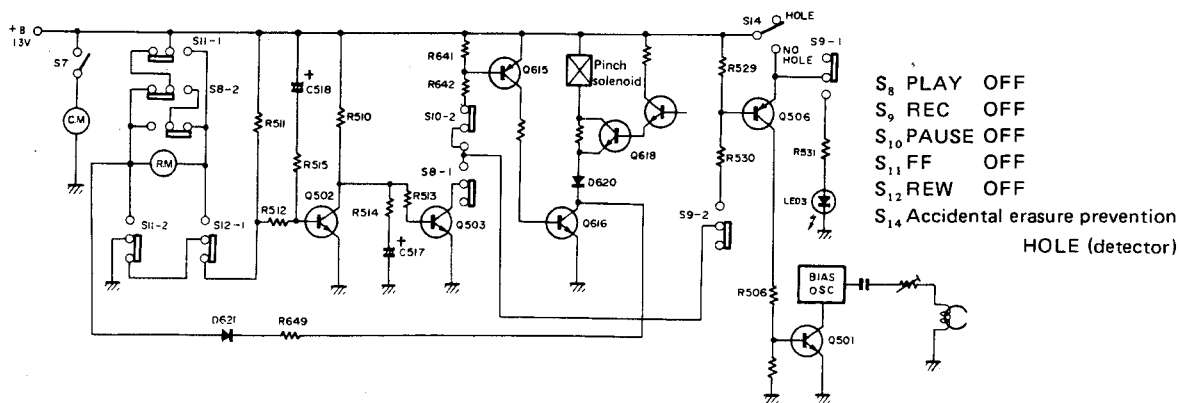 +B
13V
S7
C.M
S11-1
S8-2
R.M
S11-2
S12-1
R511
C518
+
R515
R510
R512
Q502
R514
+
C517
R513
Q503
R641
R642
S10-2
S8-1
Q615
Pinch
solenoid
Q618
D620
Q616
D621
R649
S14
HOLE
NO
HOLE
S9-1
R529
R530
Q506
R531
LED3
S9-2
R506
BIAS
OSC
Q501
S8 PLAY OFF
S9 REC OFF
S10 PAUSE OFF
S11 FF OFF
S12 REW OFF
S14 Accidental erasure prevention
HOLE (detector)